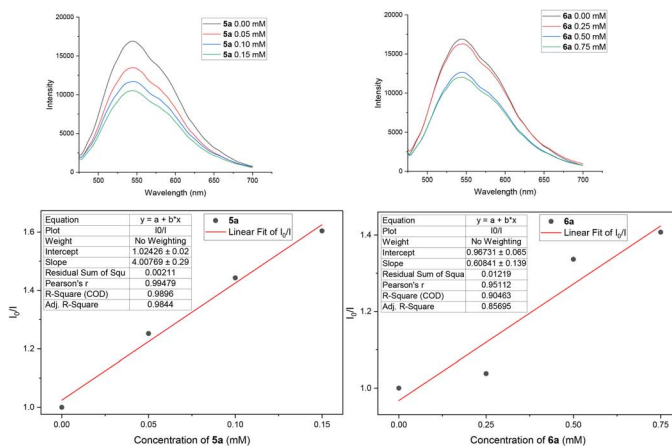 20000
15000
10000
5000
0
Intensity
500
550
600
650
700
Wavelength (nm)
5a 0.00 mM
5a 0.05 mM
5a 0.10 mM
5a 0.15 mM
20000
15000
10000
5000
0
Intensity
500
550
600
650
700
Wavelength (nm)
6a 0.00 mM
6a 0.25 mM
6a 0.50 mM
6a 0.75 mM
Equation y = a + b*x
Plot I0/I
Weight No Weighting
Intercept 1.02426 ± 0.02
Slope 4.00769 ± 0.29
Residual Sum of Squ 0.00211
Pearson's r 0.99479
R-Square (COD) 0.9896
Adj. R-Square 0.9844
5a
Linear Fit of I0/I
1.6
1.4
1.2
1.0
I0/I
0.00
0.05
0.10
0.15
Concentration of 5a (mM)
Equation y = a + b*x
Plot I0/I
Weight No Weighting
Intercept 0.96731 ± 0.065
Slope 0.60841 ± 0.139
Residual Sum of Squa 0.01219
Pearson's r 0.95112
R-Square (COD) 0.90463
Adj. R-Square 0.85695
6a
Linear Fit of I0/I
1.4
1.2
1.0
I0/I
0.00
0.25
0.50
0.75
Concentration of 6a (mM)